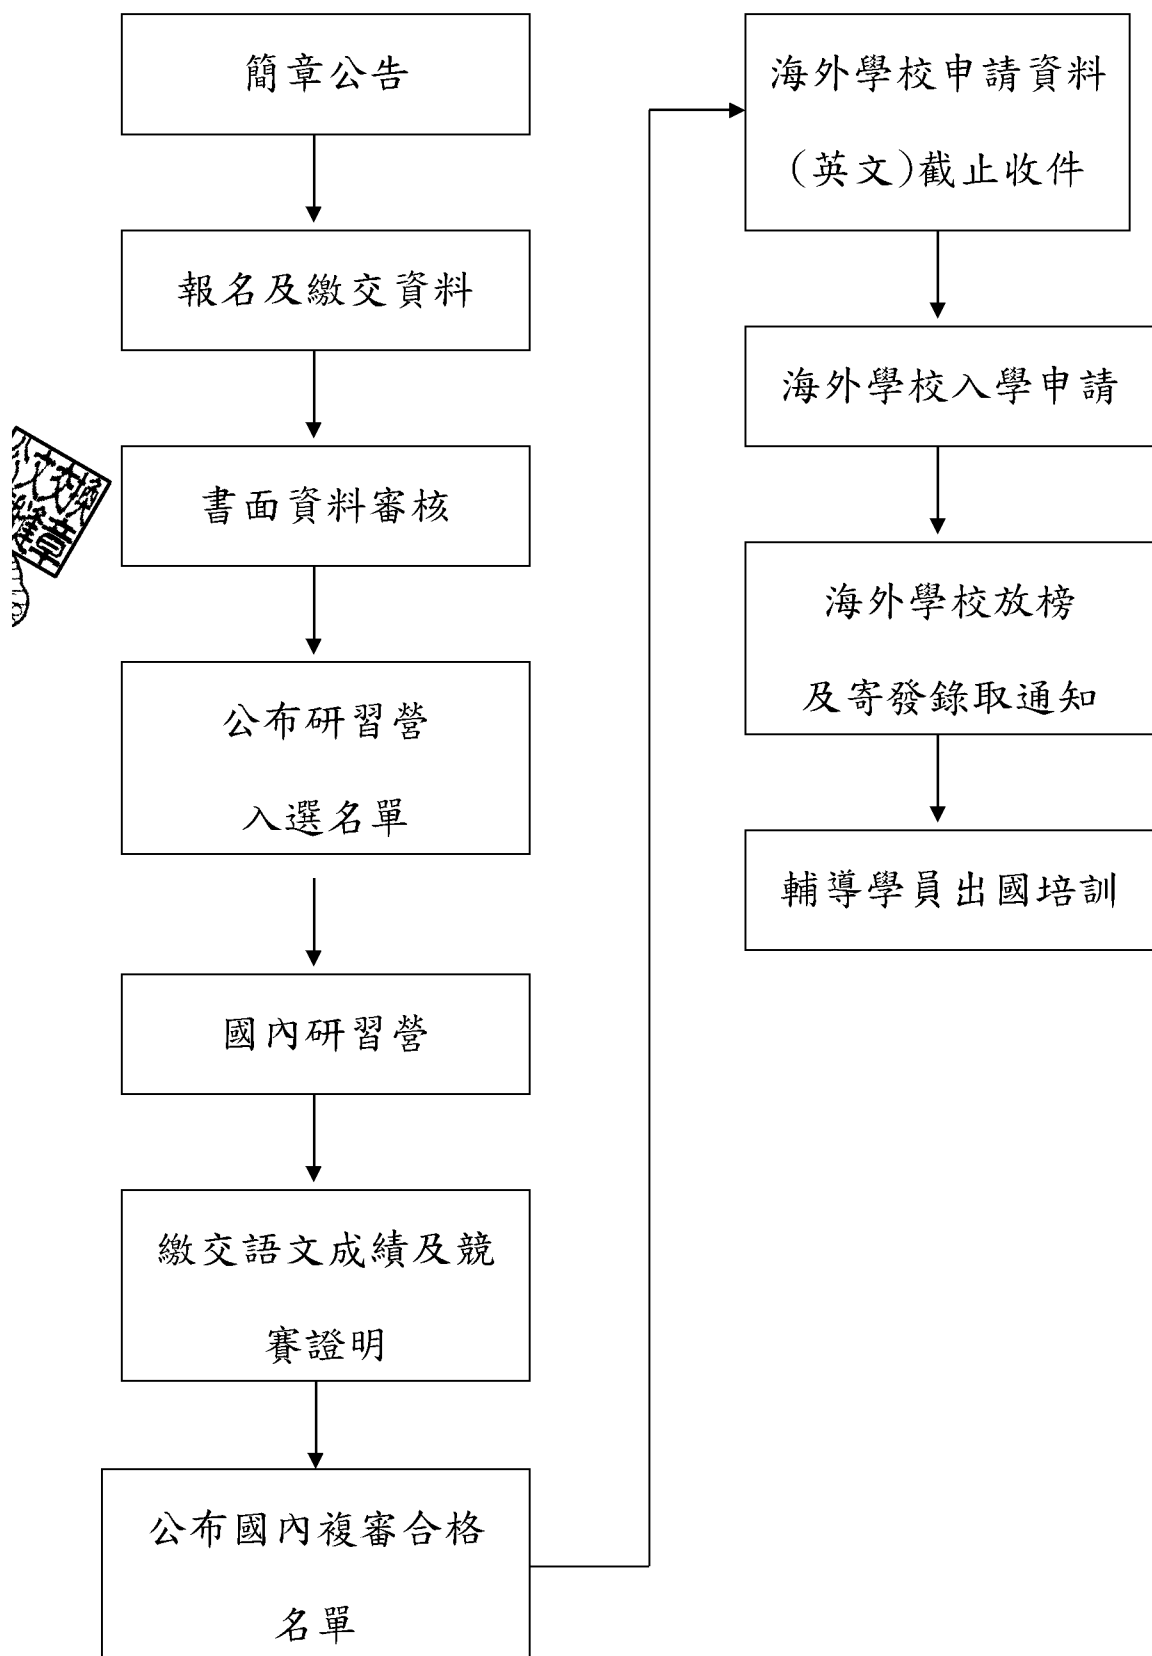 簡章公告
報名及繳交資料
書面資料審核
公布研習營
入選名單
國內研習營
繳交語文成績及競
賽證明
公布國內複審合格
名單
海外學校申請資料
(英文)截止收件
海外學校入學申請
海外學校放榜
及寄發錄取通知
輔導學員出國培訓
交換
章